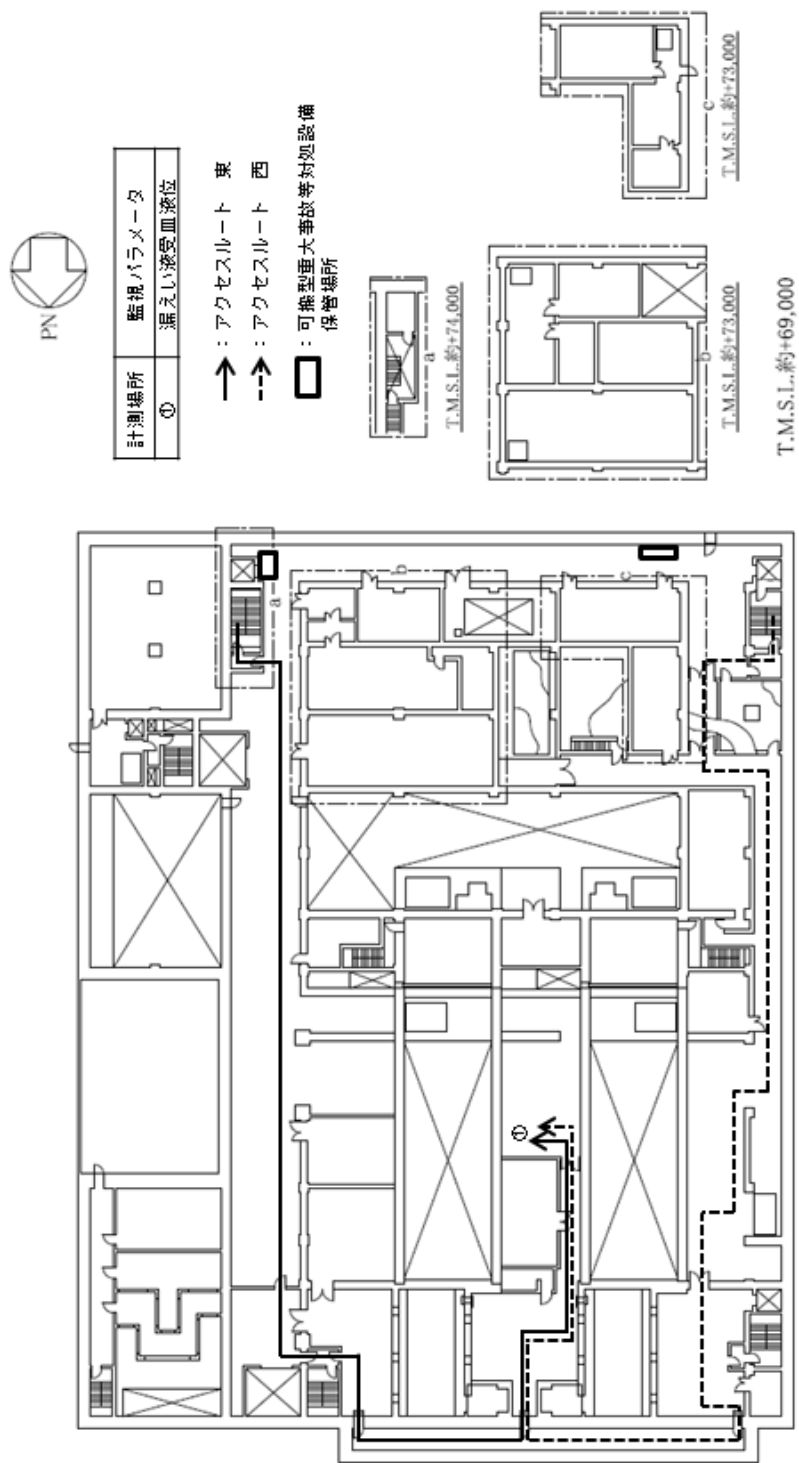 PN
計測場所 監視パラメータ
① 漏えい液受皿液位
：アクセスルート 東
：アクセスルート 西
：可搬型重大事故等対処設備
保管場所
a
T.M.S.L.約+74,000
b
T.M.S.L.約+73,000
c
T.M.S.L.約+73,000
T.M.S.L.約+69,000
a
b
c
①